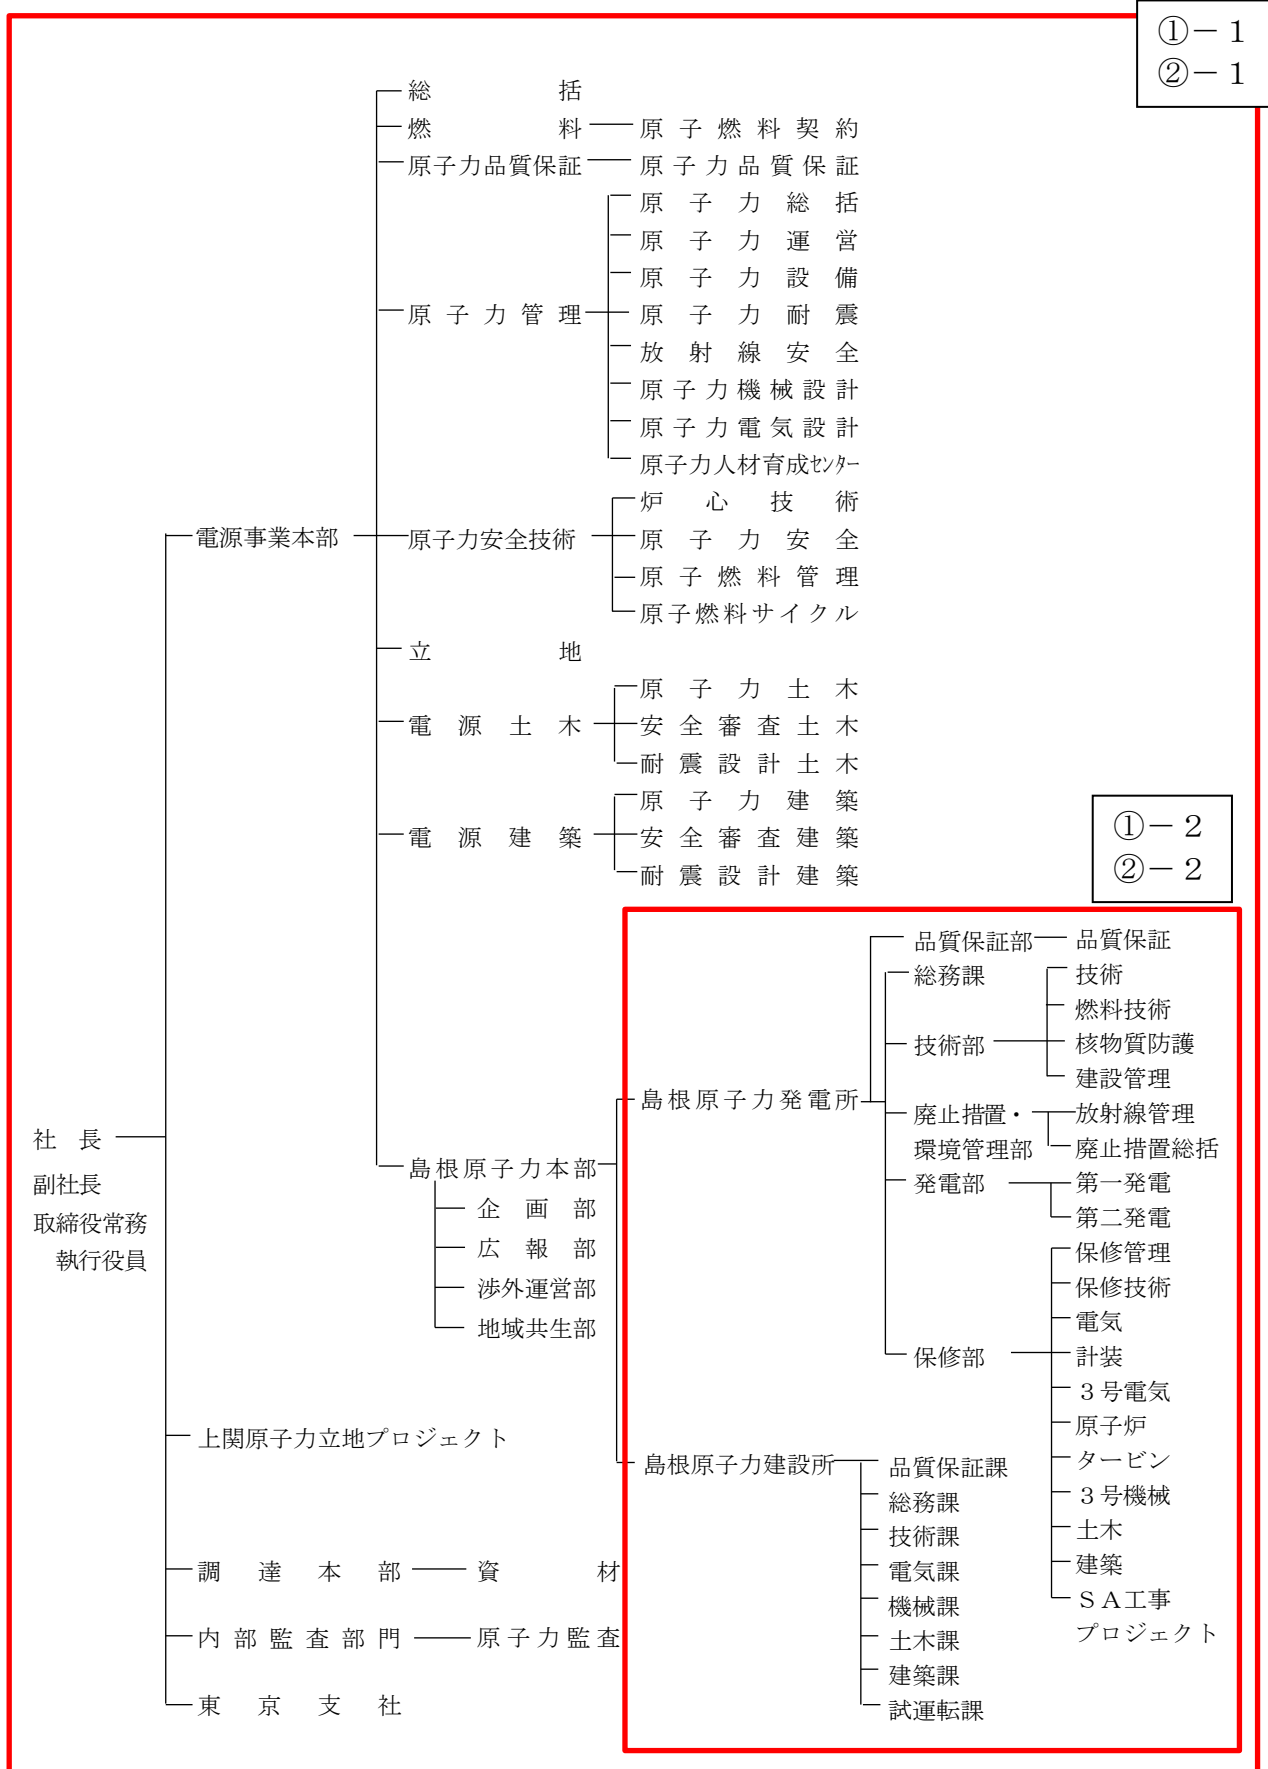 ①－１
②－１
総括
燃料
原子燃料契約
原子力品質保証
原子力品質保証
原子力総括
原子力運営
原子力設備
原子力管理
原子力耐震
放射線安全
原子力機械設計
原子力電気設計
原子力人材育成ｾﾝﾀｰ
炉心技術
電源事業本部
原子力安全技術
原子力安全
原子燃料管理
原子燃料サイクル
立地
原子力土木
電源土木
安全審査土木
耐震設計土木
原子力建築
電源建築
安全審査建築
耐震設計建築
①－２
②－２
品質保証部
品質保証
総務課
技術
燃料技術
技術部
核物質防護
建設管理
島根原子力発電所
廃止措置・
環境管理部
放射線管理
廃止措置総括
発電部
第一発電
第二発電
社長
副社長
取締役常務
執行役員
島根原子力本部
企画部
広報部
渉外運営部
地域共生部
保修管理
保修技術
電気
保修部
計装
３号電気
原子炉
タービン
３号機械
土木
建築
ＳＡ工事
プロジェクト
上関原子力立地プロジェクト
島根原子力建設所
品質保証課
総務課
技術課
電気課
機械課
土木課
建築課
試運転課
調達本部
資材
内部監査部門
原子力監査
東京支社